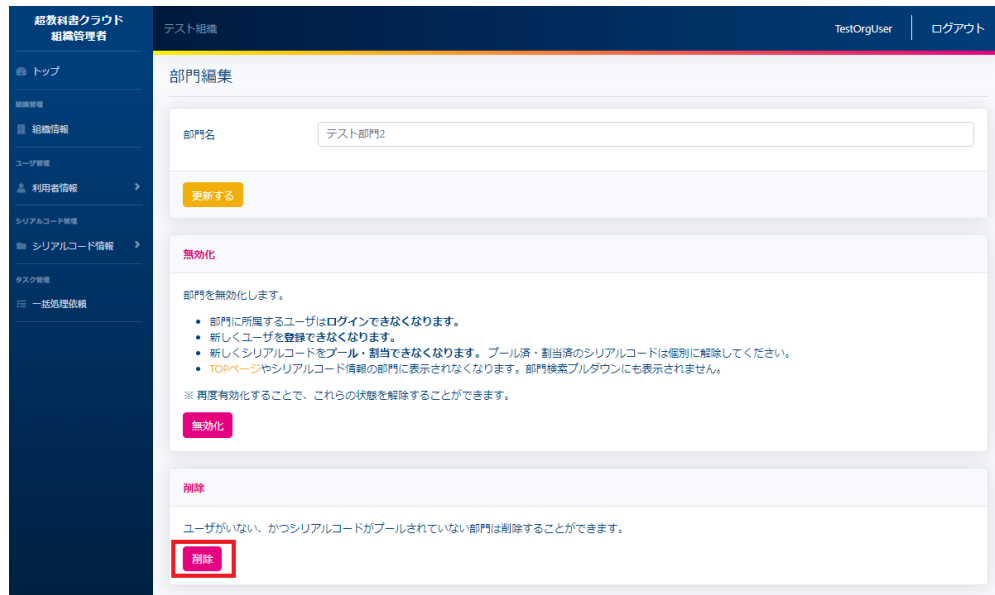 超教科書クラウド
組織管理者
テスト組織
TestOrgUser
ログアウト
トップ
組織管理
組織情報
ユーザ管理
利用者情報
シリアルコード管理
シリアルコード情報
タスク管理
一括処理依頼
部門編集
部門名
テスト部門2
更新する
無効化
部門を無効化します。
部門に所属するユーザはログインできなくなります。
新しくユーザを登録できなくなります。
新しくシリアルコードをプール・割当できなくなります。 プール済・割当済のシリアルコードは個別に解除してください。
TOPページやシリアルコード情報の部門に表示されなくなります。部門検索プルダウンにも表示されません。
※ 再度有効化することで、これらの状態を解除することができます。
無効化
削除
ユーザがいない、かつシリアルコードがプールされていない部門は削除することができます。
削除